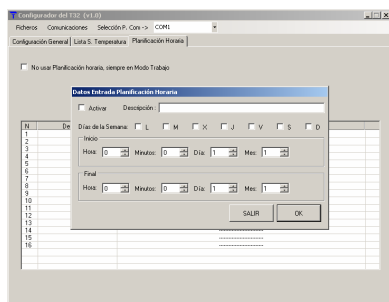 Configurador del T32 (v1.0)
Ficheros Comunicaciones Selección P. Com -> COM1
Configuración General Lista S. Temperatura Planificación Horaria
No usar Planificación horaria, siempre en Modo Trabajo
Datos Entrada Planificación Horaria
Activar Descripción:
Días de la Semana: L M X J V S D
Inicio
Hora: 0 Minutos: 0 Día: 1 Mes: 1
Final
Hora: 0 Minutos: 0 Día: 1 Mes: 1
SALIR OK
N De
1
2
3
4
5
6
7
8
9
10
11
12
13
14 --------------------
15 --------------------
16 --------------------